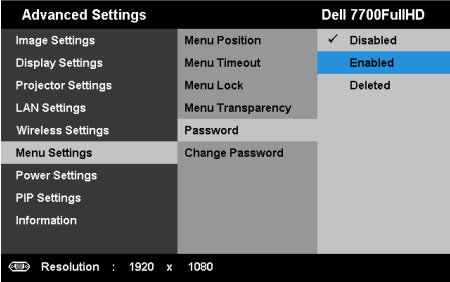 Advanced Settings Dell 7700FullHD
Image Settings Menu Position ✓ Disabled
Display Settings Menu Timeout Enabled
Projector Settings Menu Lock Deleted
LAN Settings Menu Transparency
Wireless Settings Password
Menu Settings Change Password
Power Settings
PIP Settings
Information
Resolution : 1920 x 1080